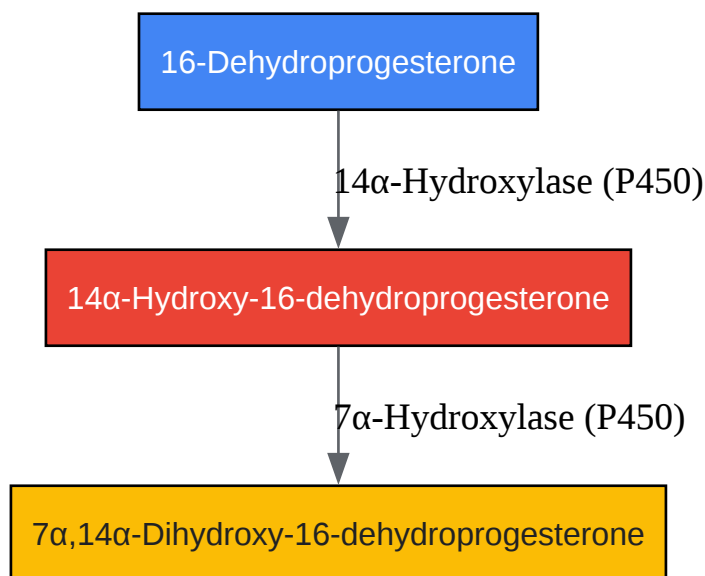 16-Dehydroprogesterone
14α-Hydroxylase (P450)
14α-Hydroxy-16-dehydroprogesterone
7α-Hydroxylase (P450)
7α,14α-Dihydroxy-16-dehydroprogesterone